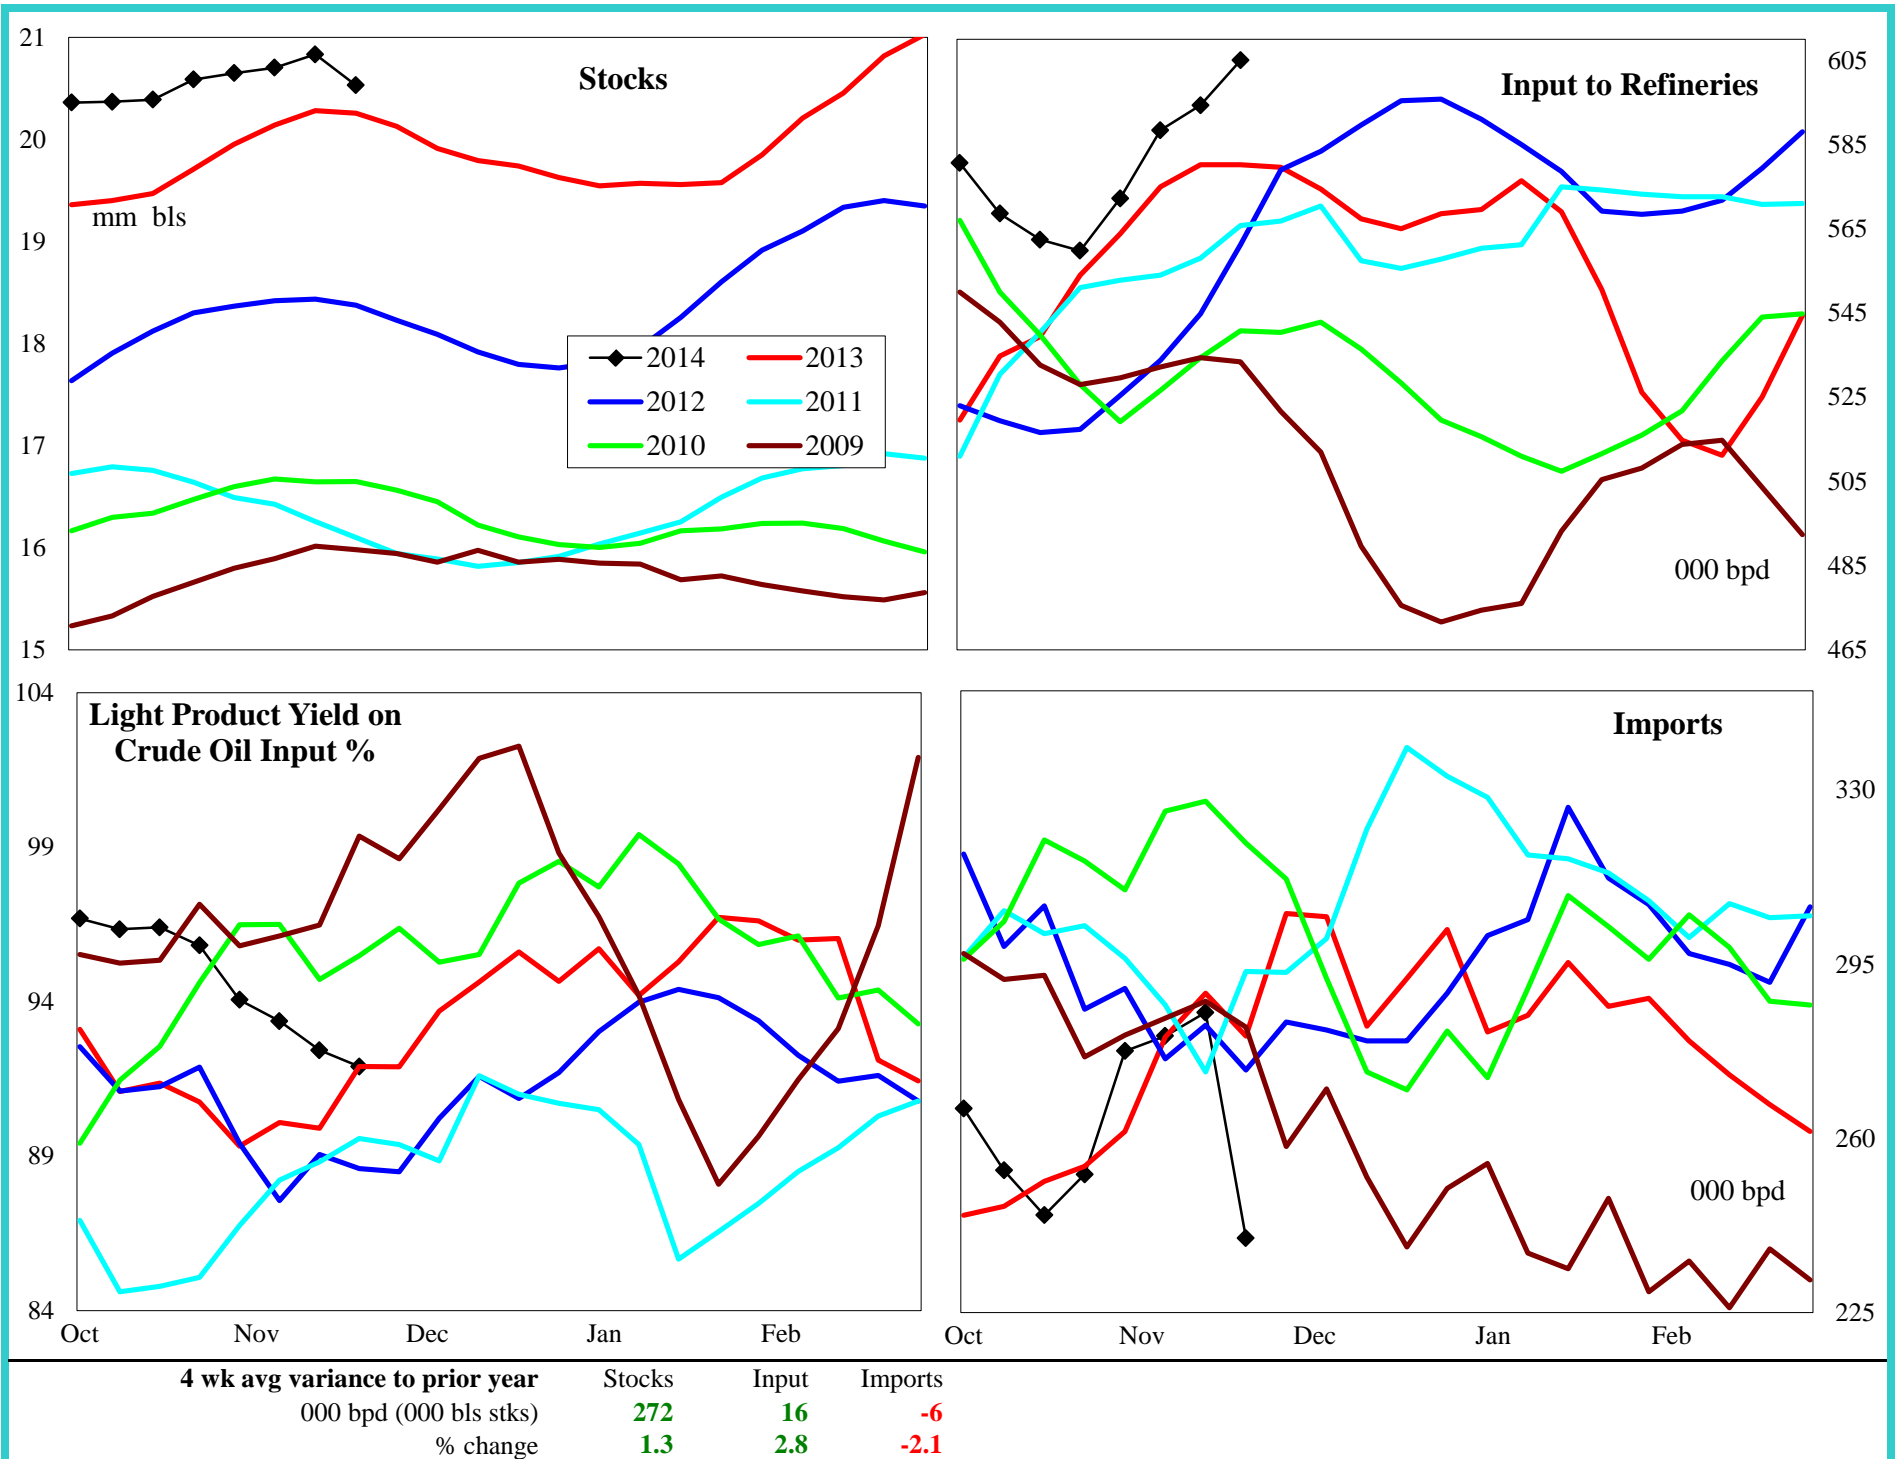 Stocks
21
20
19
18
17
16
15
mm bls
2014 2013
2012 2011
2010 2009
Input to Refineries
605
585
565
545
525
505
485
465
000 bpd
Light Product Yield on
Crude Oil Input %
104
99
94
89
84
Oct Nov Dec Jan Feb
Imports
330
295
260
225
000 bpd
Oct Nov Dec Jan Feb
4 wk avg variance to prior year Stocks Input Imports
000 bpd (000 bls stks) 272 16 -6
% change 1.3 2.8 -2.1